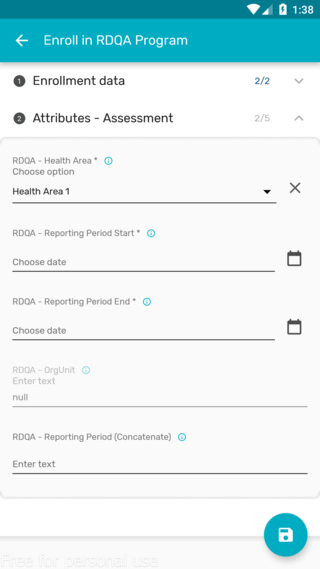 1:38
Enroll in RDQA Program
1 Enrollment data 2/2
2 Attributes - Assessment 2/5
RDQA - Health Area *
Choose option
Health Area 1
RDQA - Reporting Period Start *
Choose date
RDQA - Reporting Period End *
Choose date
RDQA - OrgUnit
Enter text
null
RDQA - Reporting Period (Concatenate)
Enter text
Free for personal use